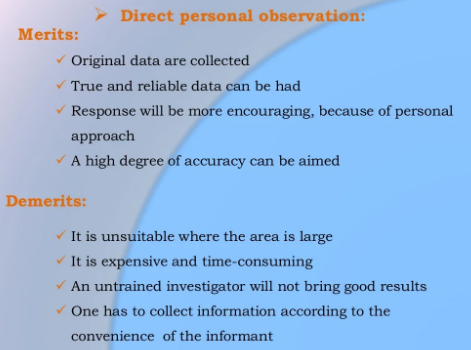 ➢ Direct personal observation:
Merits:
✓ Original data are collected
✓ True and reliable data can be had
✓ Response will be more encouraging, because of personal
approach
✓ A high degree of accuracy can be aimed
Demerits:
✓ It is unsuitable where the area is large
✓ It is expensive and time-consuming
✓ An untrained investigator will not bring good results
✓ One has to collect information according to the
convenience of the informant